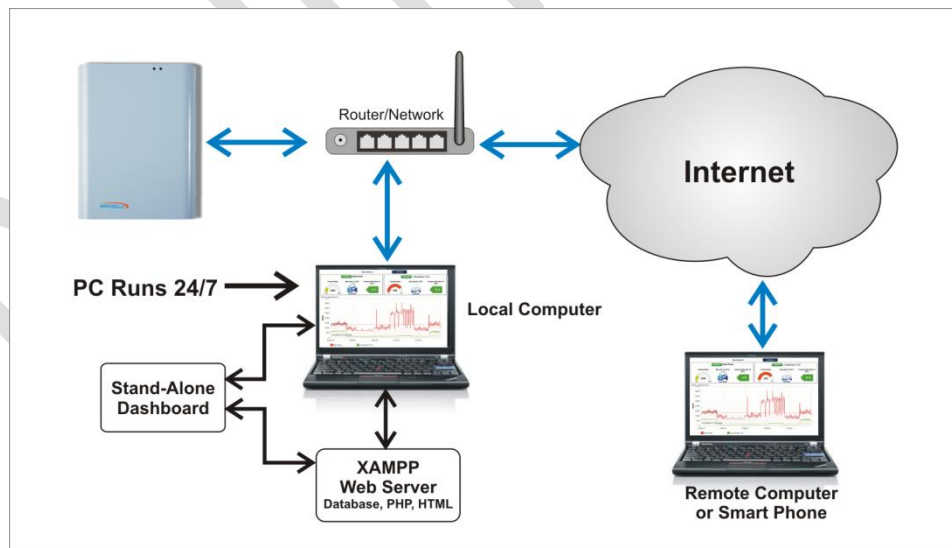 Router/Network
Internet
PC Runs 24/7
Local Computer
Stand-Alone
Dashboard
XAMPP
Web Server
Database, PHP, HTML
Remote Computer
or Smart Phone